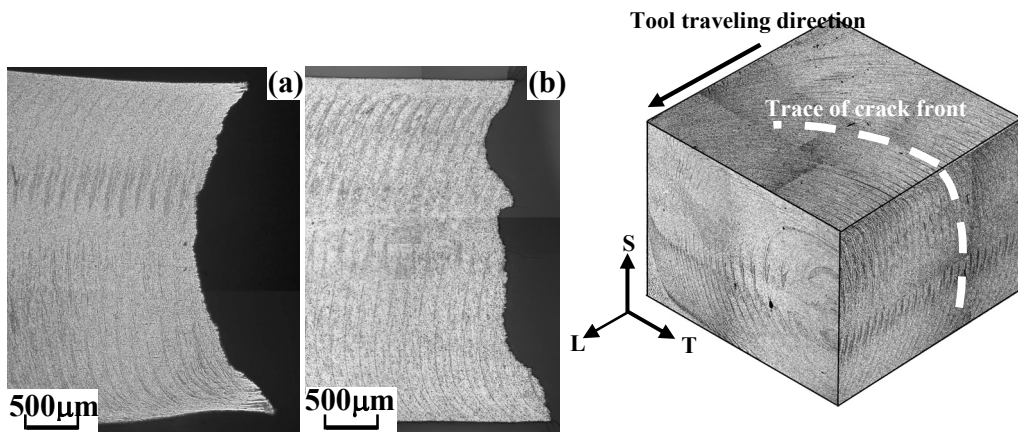 (a)
500μm
(b)
500μm
Tool traveling direction
Trace of crack front
S
L
T